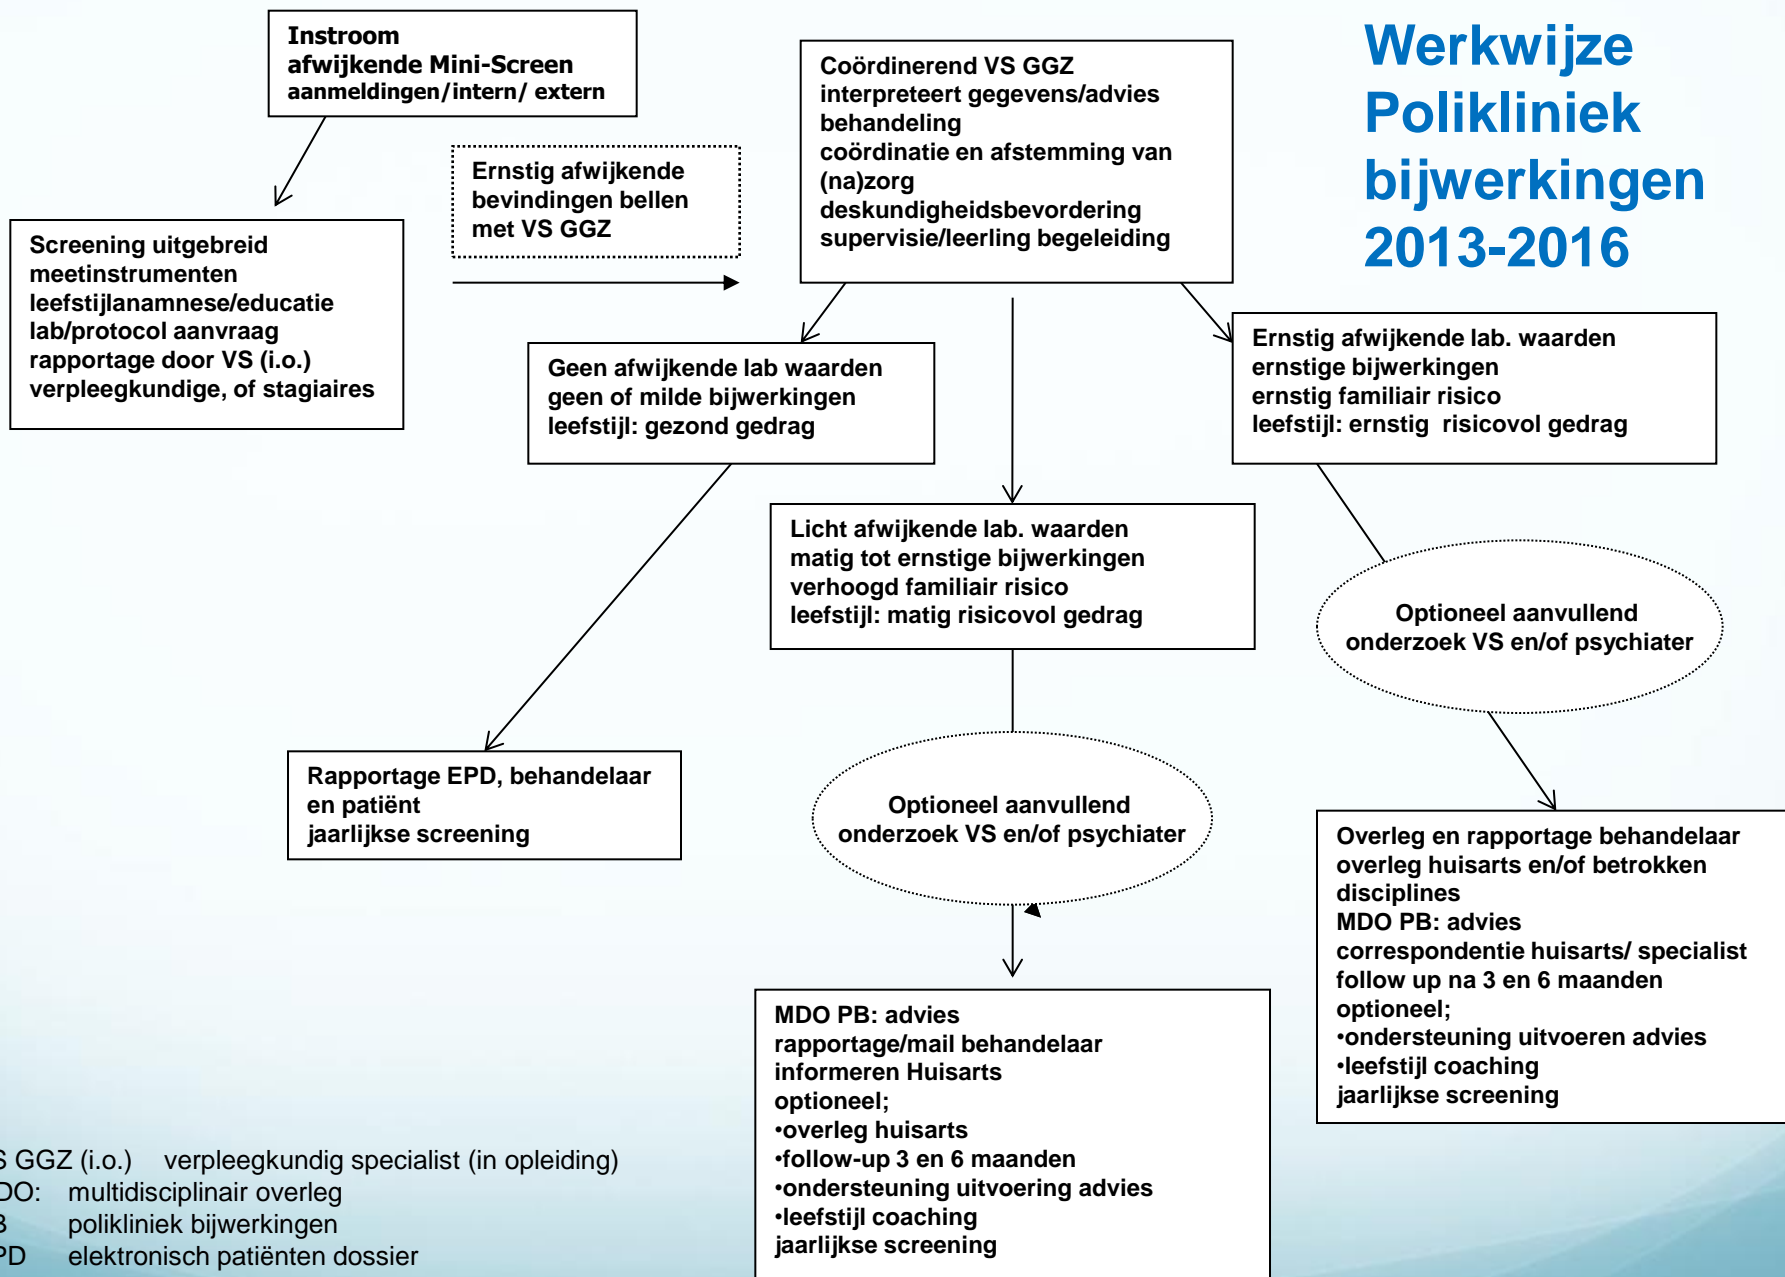 Instroom
afwijkende Mini-Screen
aanmeldingen/intern/ extern
Werkwijze
Polikliniek
bijwerkingen
2013-2016
Coördinerend VS GGZ
interpreteert gegevens/advies
behandeling
coördinatie en afstemming van
(na)zorg
deskundigheidsbevordering
supervisie/leerling begeleiding
Ernstig afwijkende
bevindingen bellen
met VS GGZ
Screening uitgebreid
meetinstrumenten
leefstijlanamnese/educatie
lab/protocol aanvraag
rapportage door VS (i.o.)
verpleegkundige, of stagiaires
Geen afwijkende lab waarden
geen of milde bijwerkingen
leefstijl: gezond gedrag
Ernstig afwijkende lab. waarden
ernstige bijwerkingen
ernstig familiair risico
leefstijl: ernstig risicovol gedrag
Licht afwijkende lab. waarden
matig tot ernstige bijwerkingen
verhoogd familiair risico
leefstijl: matig risicovol gedrag
Optioneel aanvullend
onderzoek VS en/of psychiater
Rapportage EPD, behandelaar
en patiënt
jaarlijkse screening
Optioneel aanvullend
onderzoek VS en/of psychiater
Overleg en rapportage behandelaar
overleg huisarts en/of betrokken
disciplines
MDO PB: advies
correspondentie huisarts/ specialist
follow up na 3 en 6 maanden
optioneel;
•ondersteuning uitvoeren advies
•leefstijl coaching
jaarlijkse screening
MDO PB: advies
rapportage/mail behandelaar
informeren Huisarts
optioneel;
•overleg huisarts
•follow-up 3 en 6 maanden
•ondersteuning uitvoering advies
•leefstijl coaching
jaarlijkse screening
S GGZ (i.o.) verpleegkundig specialist (in opleiding)
DO: multidisciplinair overleg
B polikliniek bijwerkingen
PD elektronisch patiënten dossier